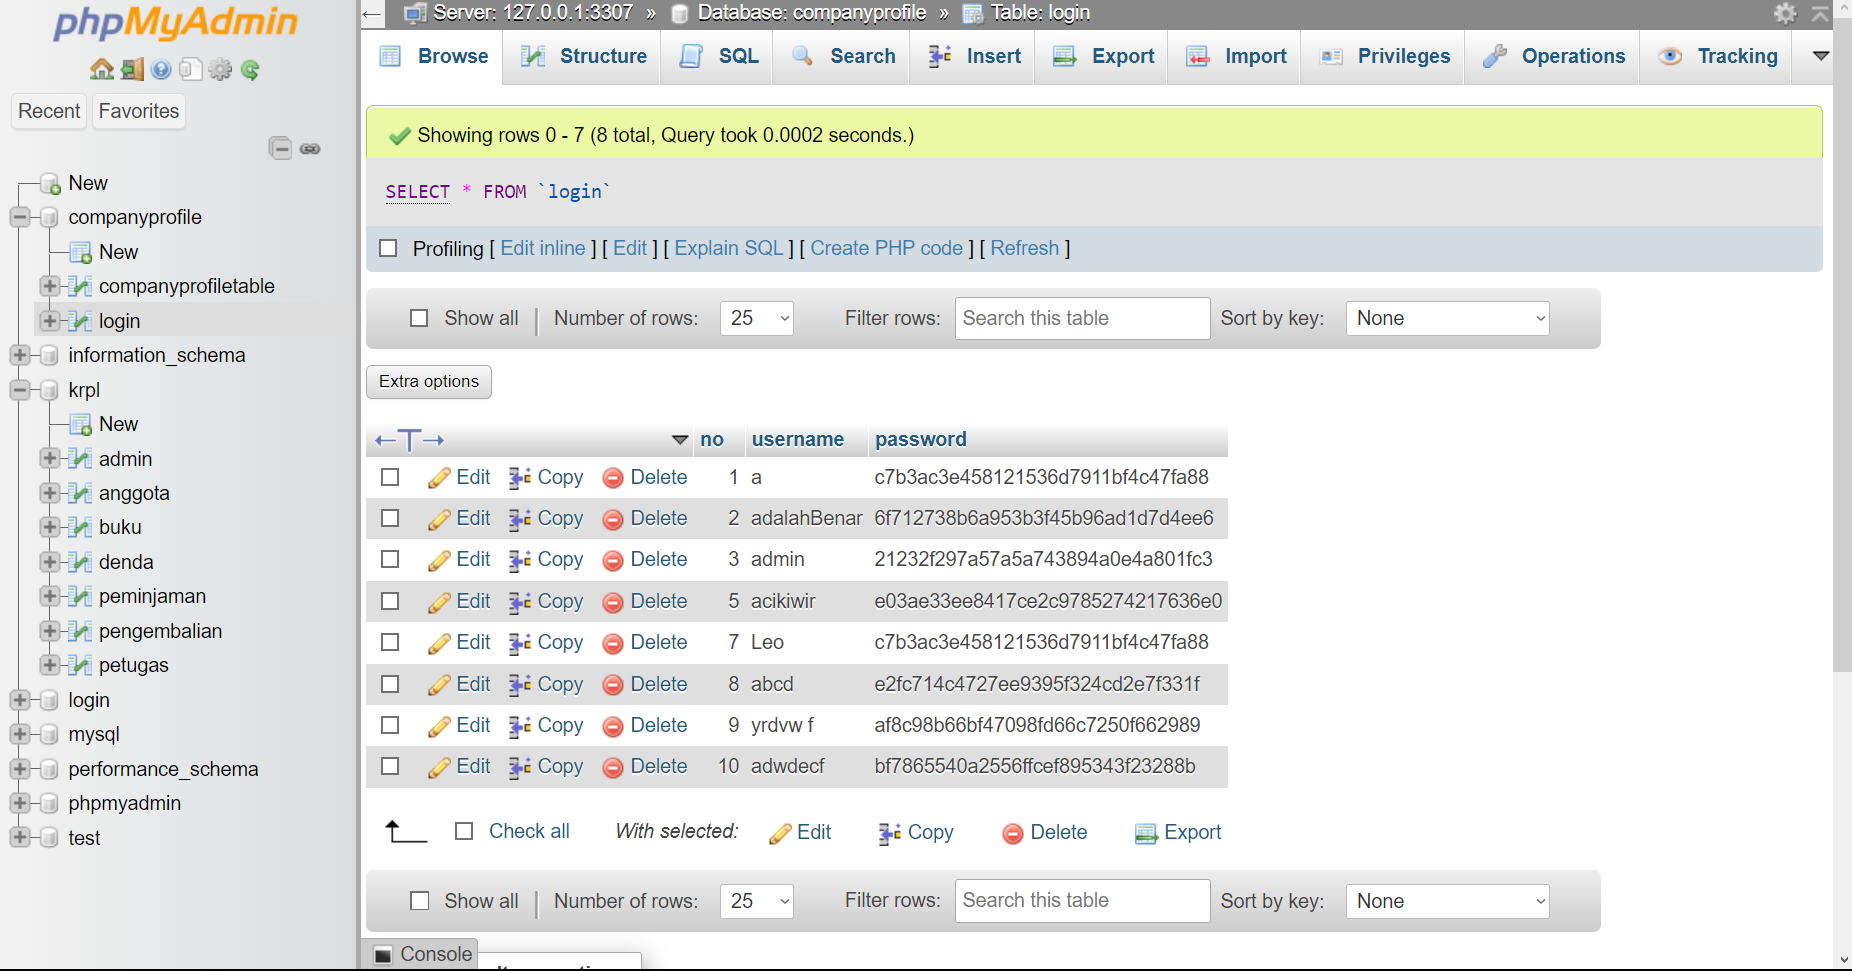 phpMyAdmin
Recent Favorites
New
companyprofile
New
companyprofiletable
login
information_schema
krpl
New
admin
anggota
buku
denda
peminjaman
pengembalian
petugas
login
mysql
performance_schema
phpmyadmin
test
Server: 127.0.0.1:3307 » Database: companyprofile » Table: login
Browse Structure SQL Search Insert Export Import Privileges Operations Tracking
Showing rows 0 - 7 (8 total, Query took 0.0002 seconds.)
SELECT * FROM `login`
Profiling [ Edit inline ] [ Edit ] [ Explain SQL ] [ Create PHP code ] [ Refresh ]
Show all | Number of rows: 25 Filter rows: Search this table Sort by key: None
Extra options
←T→ no username password
Edit Copy Delete 1 a c7b3ac3e458121536d7911bf4c47fa88
Edit Copy Delete 2 adalahBenar 6f712738b6a953b3f45b96ad1d7d4ee6
Edit Copy Delete 3 admin 21232f297a57a5a743894a0e4a801fc3
Edit Copy Delete 5 acikiwir e03ae33ee8417ce2c9785274217636e0
Edit Copy Delete 7 Leo c7b3ac3e458121536d7911bf4c47fa88
Edit Copy Delete 8 abcd e2fc714c4727ee9395f324cd2e7f331f
Edit Copy Delete 9 yrdvw f af8c98b66bf47098fd66c7250f662989
Edit Copy Delete 10 adwdecf bf7865540a2556ffcef895343f23288b
Check all With selected: Edit Copy Delete Export
Show all | Number of rows: 25 Filter rows: Search this table Sort by key: None
Console